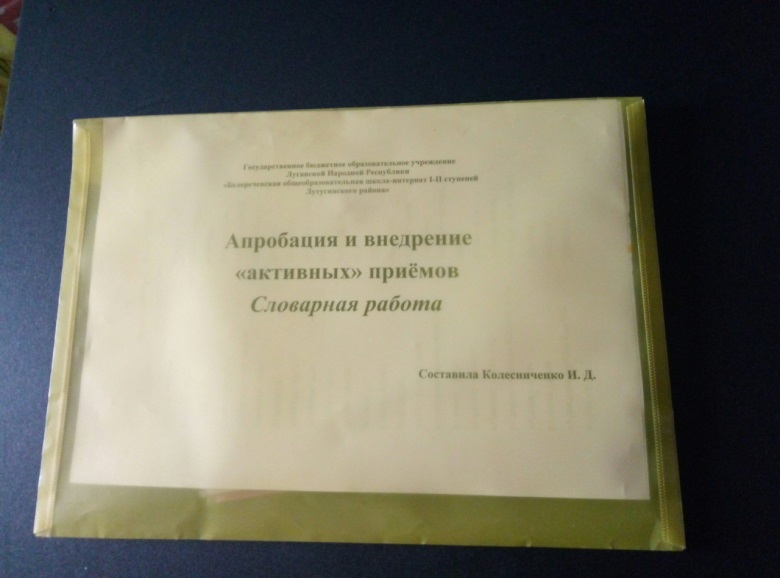 Государственное бюджетное образовательное учреждение
Луганской Народной Республики
«Белореченская общеобразовательная школа-интернат I-II ступеней
Лутугинского района»
Апробация и внедрение
«активных» приёмов
Словарная работа
Составила Колесниченко И. Д.